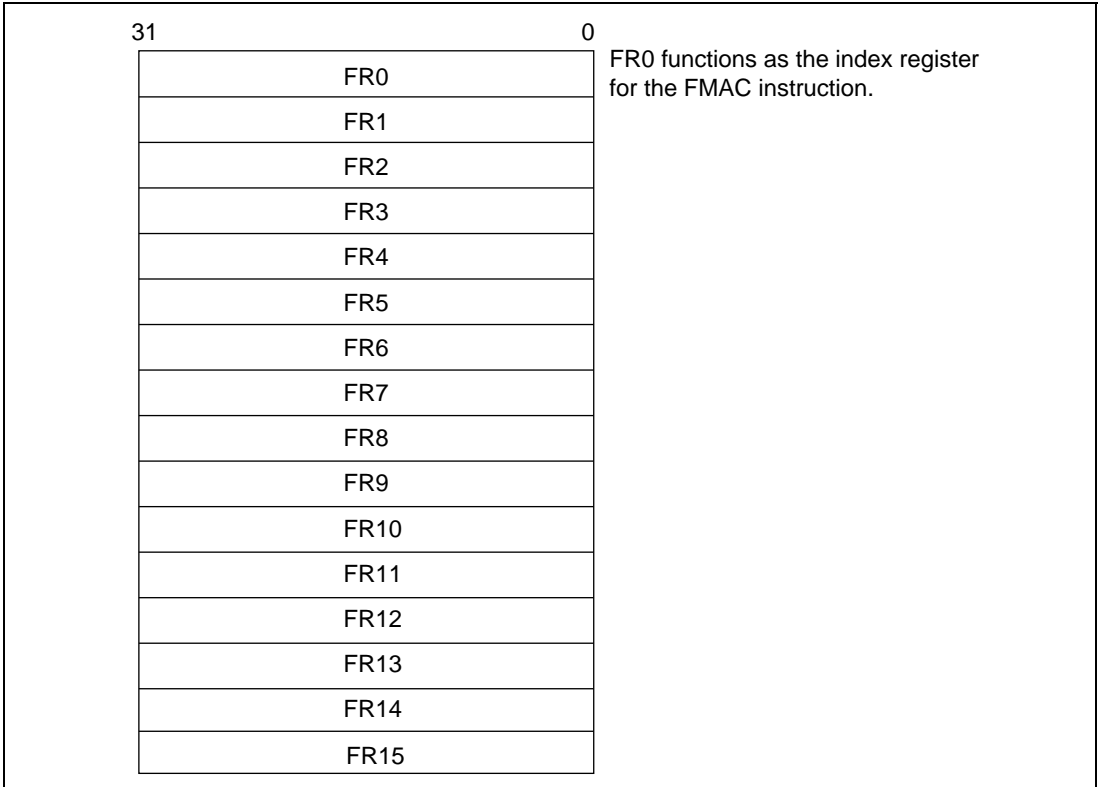 31 0
FR0
FR0 functions as the index register
for the FMAC instruction.
FR1
FR2
FR3
FR4
FR5
FR6
FR7
FR8
FR9
FR10
FR11
FR12
FR13
FR14
FR15